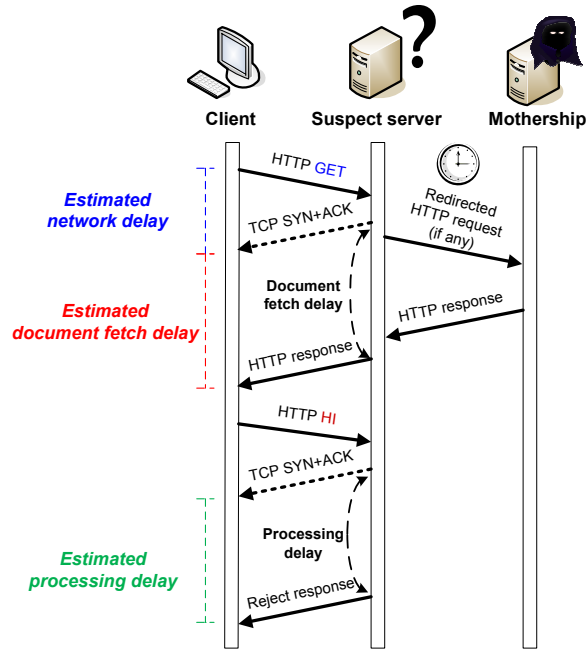 Client
Suspect server
Mothership
HTTP GET
Estimated
network delay
TCP SYN+ACK
Redirected
HTTP request
(if any)
Estimated
document fetch delay
Document
fetch delay
HTTP response
HTTP response
HTTP HI
TCP SYN+ACK
Estimated
processing delay
Processing
delay
Reject response